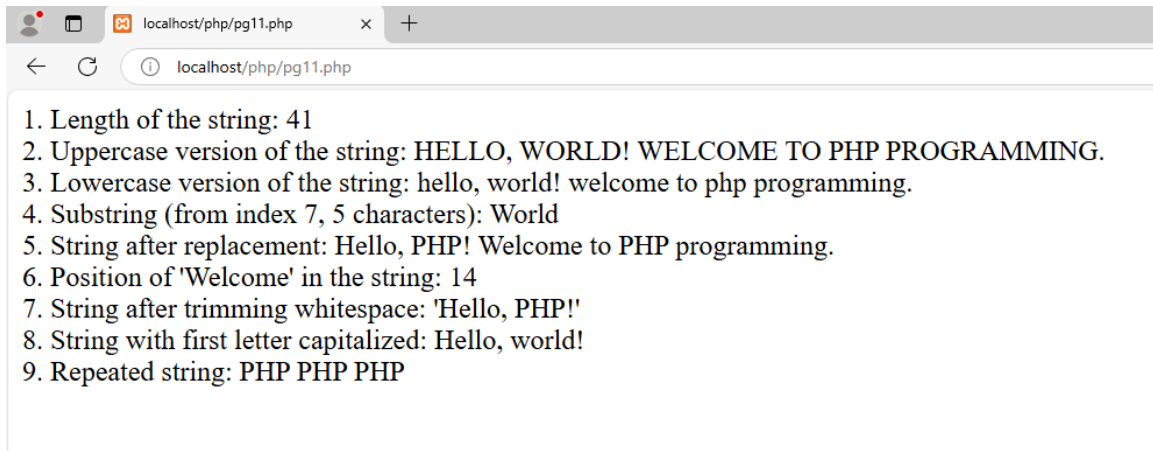 localhost/php/pg11.php
localhost/php/pg11.php
1. Length of the string: 41
2. Uppercase version of the string: HELLO, WORLD! WELCOME TO PHP PROGRAMMING.
3. Lowercase version of the string: hello, world! welcome to php programming.
4. Substring (from index 7, 5 characters): World
5. String after replacement: Hello, PHP! Welcome to PHP programming.
6. Position of 'Welcome' in the string: 14
7. String after trimming whitespace: 'Hello, PHP!'
8. String with first letter capitalized: Hello, world!
9. Repeated string: PHP PHP PHP